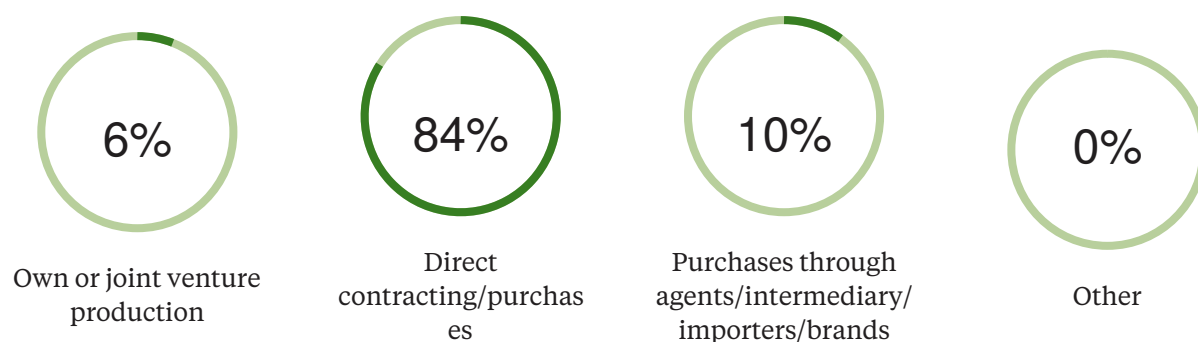 6%
Own or joint venture
production
84%
Direct
contracting/purchas
es
10%
Purchases through
agents/intermediary/
importers/brands
0%
Other